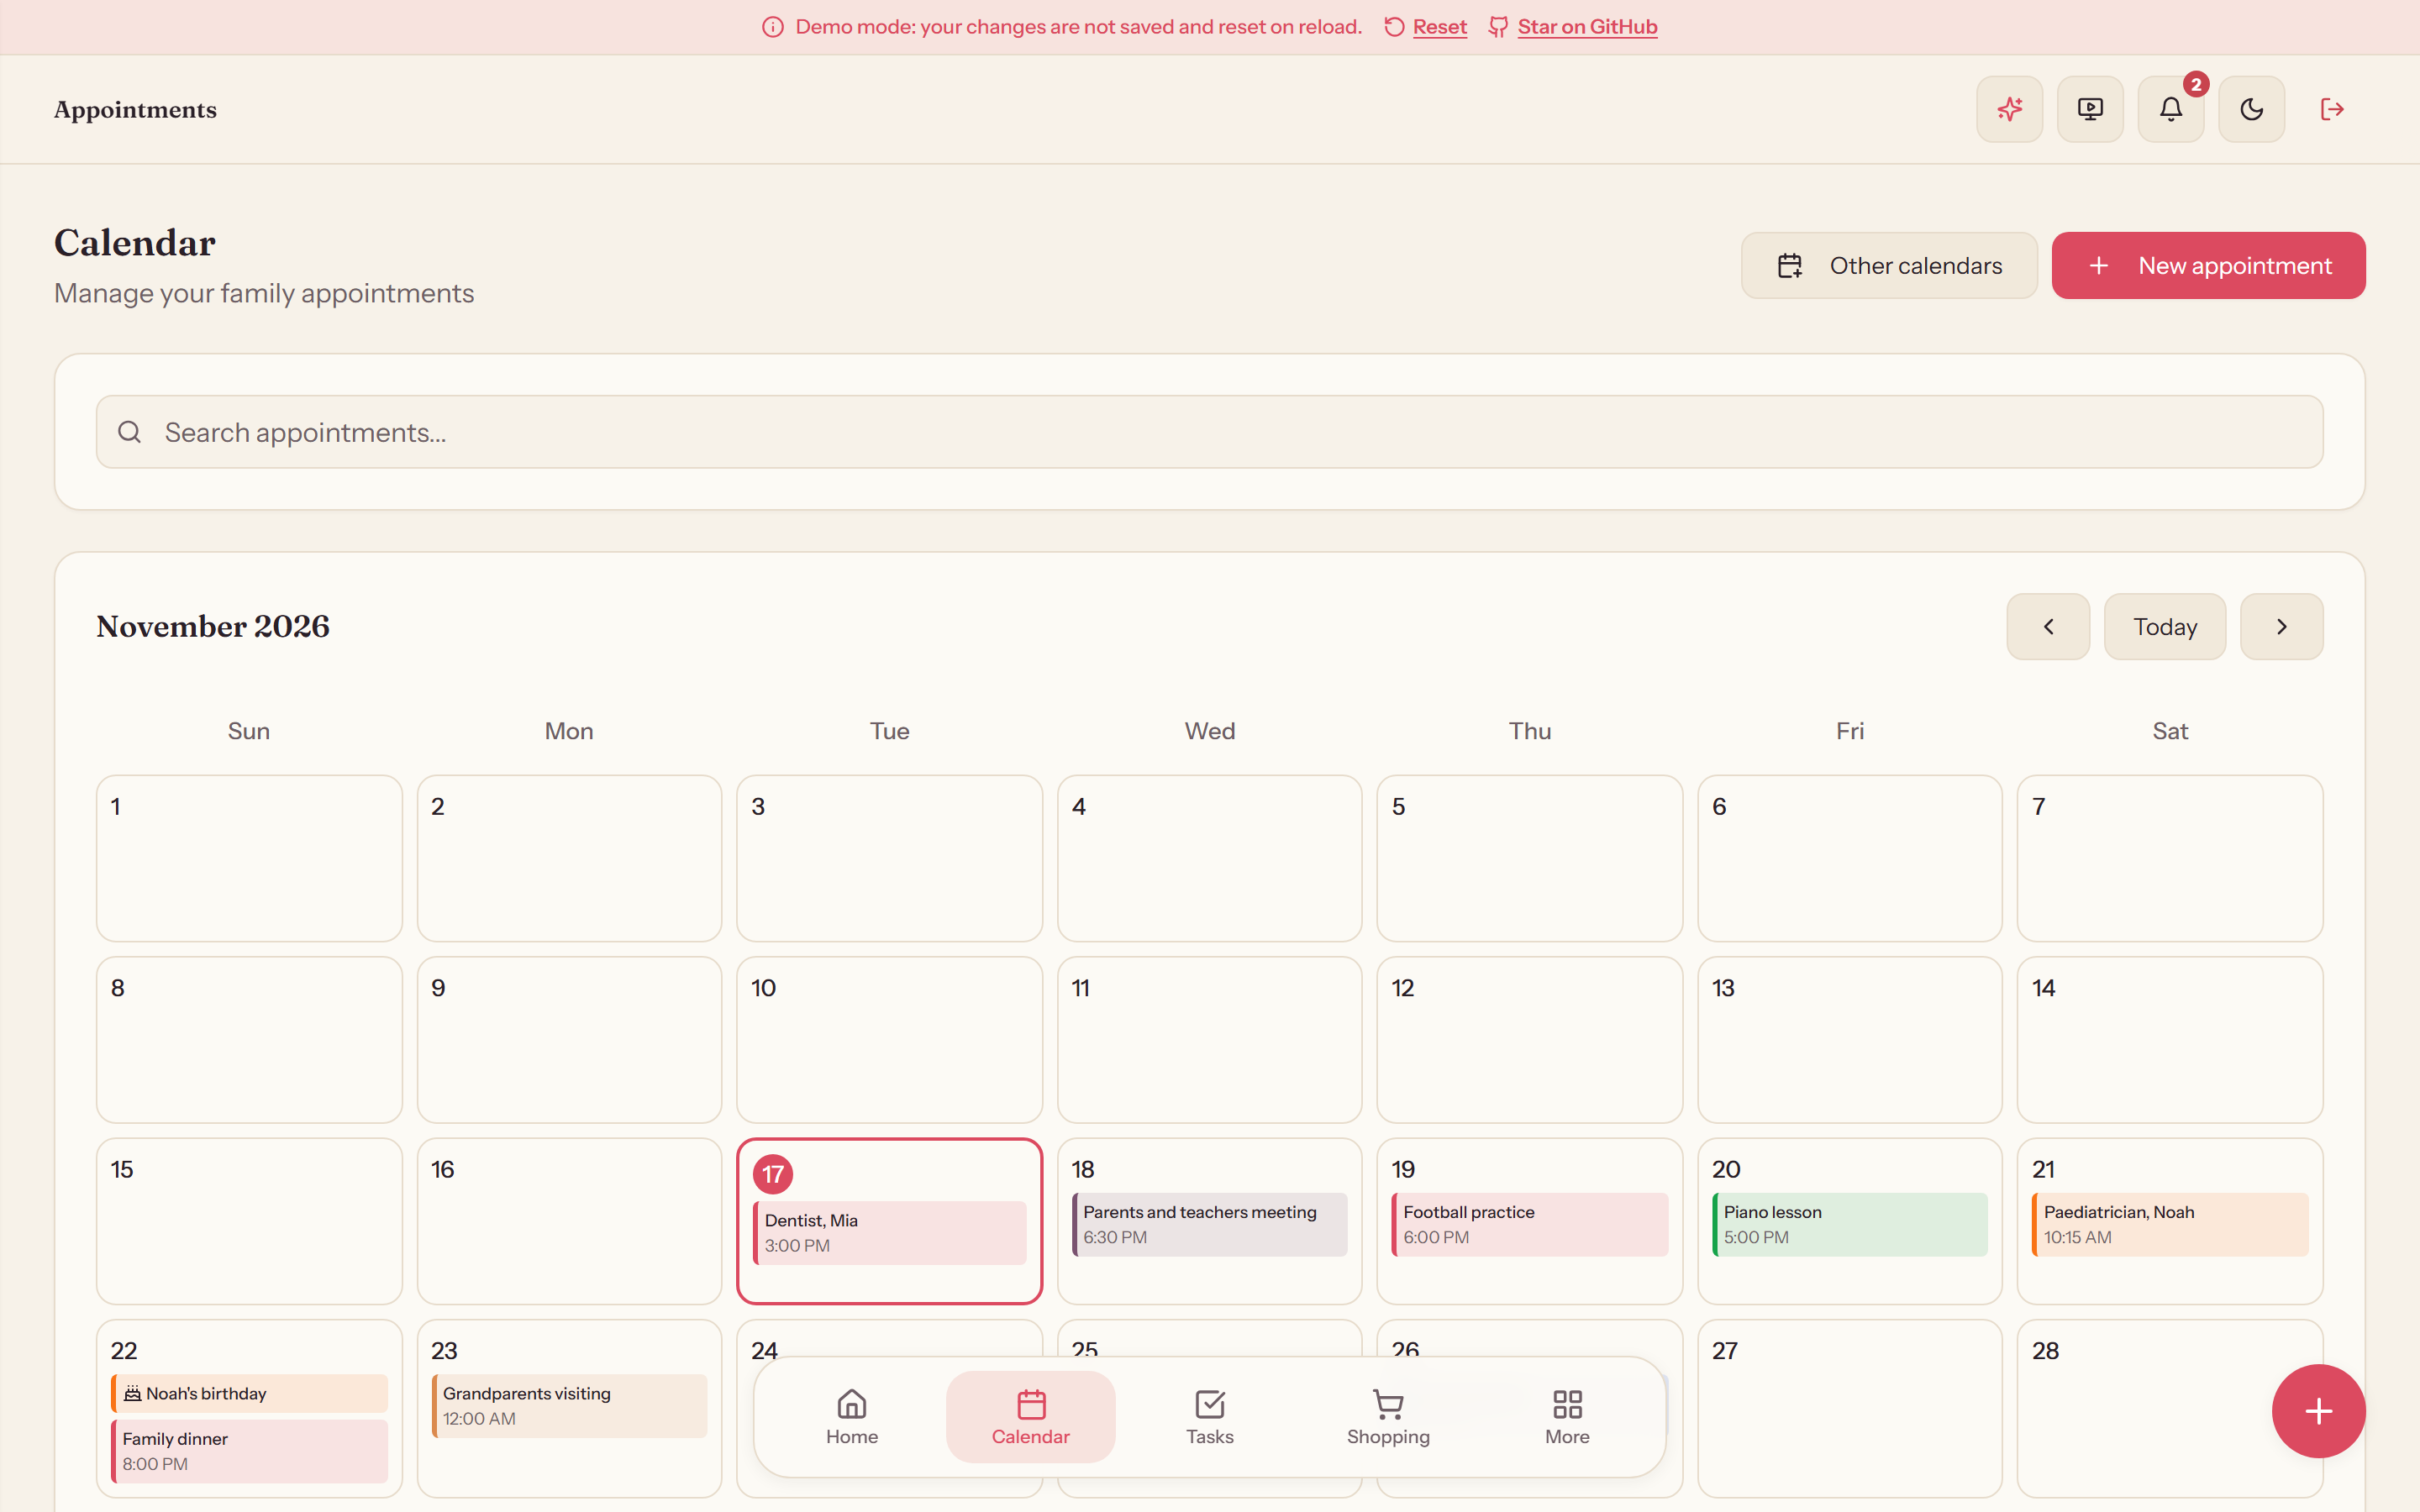 Demo mode: your changes are not saved and reset on reload. Reset Star on GitHub
Appointments
2
Calendar
Manage your family appointments
Other calendars
New appointment
Search appointments...
November 2026
Today
Sun Mon Tue Wed Thu Fri Sat
1 2 3 4 5 6 7
8 9 10 11 12 13 14
15 16 17 18 19 20 21
Dentist, Mia
3:00 PM
Parents and teachers meeting
6:30 PM
Football practice
6:00 PM
Piano lesson
5:00 PM
Paediatrician, Noah
10:15 AM
22 23 24 25 26 27 28
Noah's birthday
Family dinner
8:00 PM
Grandparents visiting
12:00 AM
Home Calendar Tasks Shopping More